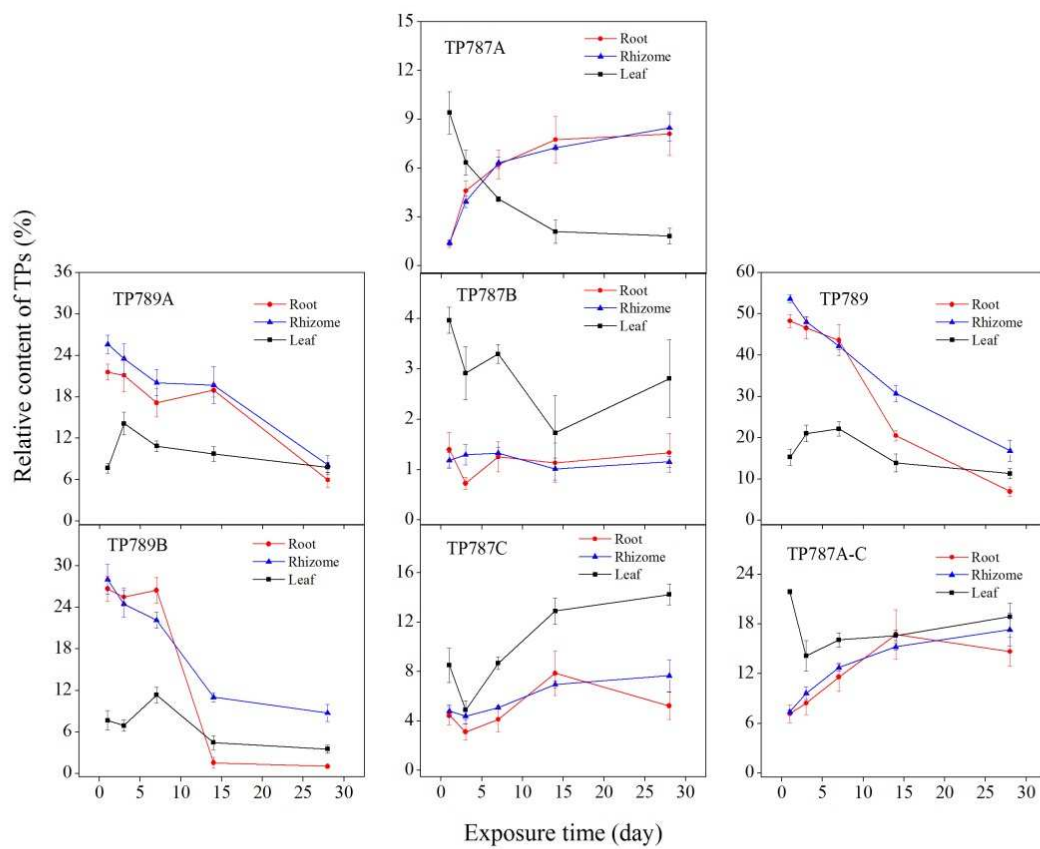 Relative content of TPs (%)
TP787A
Root
Rhizome
Leaf
15
12
9
6
3
0
TP789A
Root
Rhizome
Leaf
36
30
24
18
12
6
0
TP787B
Root
Rhizome
Leaf
4
3
2
1
0
TP789
Root
Rhizome
Leaf
60
50
40
30
20
10
0
TP789B
Root
Rhizome
Leaf
30
24
18
12
6
0
0 5 10 15 20 25 30
TP787C
Root
Rhizome
Leaf
16
12
8
4
0
0 5 10 15 20 25 30
TP787A-C
Root
Rhizome
Leaf
24
18
12
6
0
0 5 10 15 20 25 30
Exposure time (day)